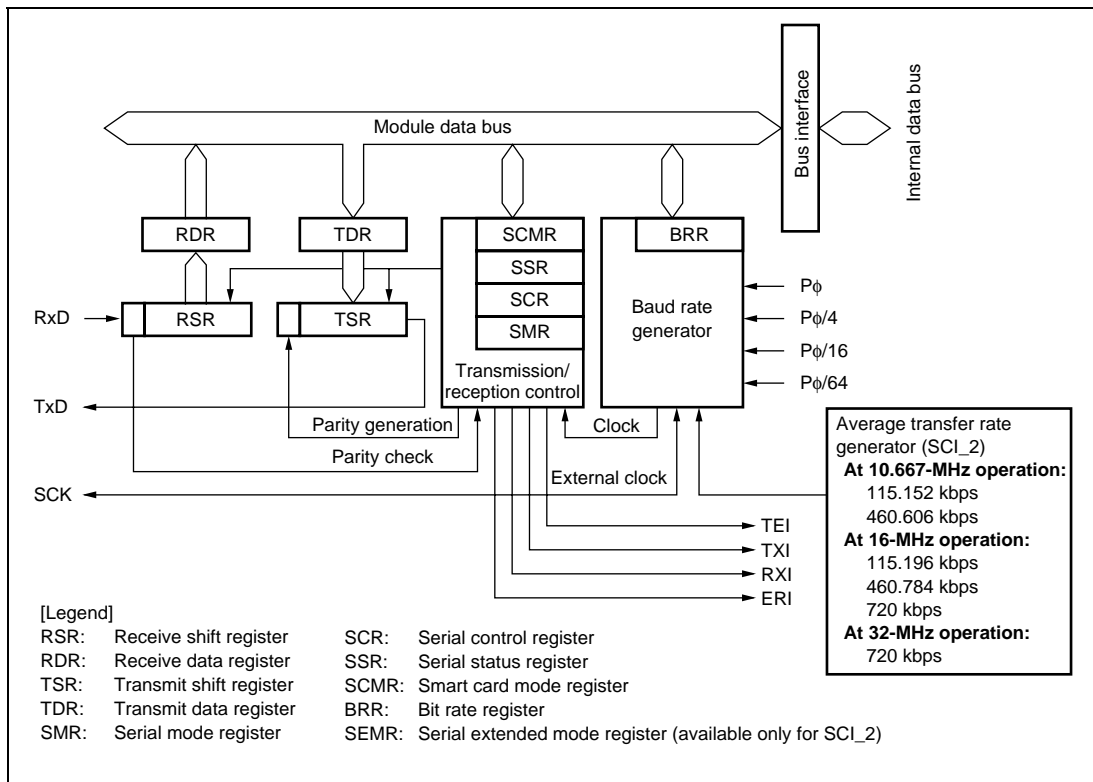 Module data bus
Bus interface
Internal data bus
RDR
TDR
SCMR
BRR
SSR
SCR
SMR
RxD
RSR
TSR
Baud rate
generator
Pϕ
Pϕ/4
Pϕ/16
Pϕ/64
Transmission/
reception control
TxD
Parity generation
Clock
Parity check
SCK
External clock
TEI
TXI
RXI
ERI
Average transfer rate
generator (SCI_2)
At 10.667-MHz operation:
115.152 kbps
460.606 kbps
At 16-MHz operation:
115.196 kbps
460.784 kbps
720 kbps
At 32-MHz operation:
720 kbps
[Legend]
RSR: Receive shift register
RDR: Receive data register
TSR: Transmit shift register
TDR: Transmit data register
SMR: Serial mode register
SCR: Serial control register
SSR: Serial status register
SCMR: Smart card mode register
BRR: Bit rate register
SEMR: Serial extended mode register (available only for SCI_2)